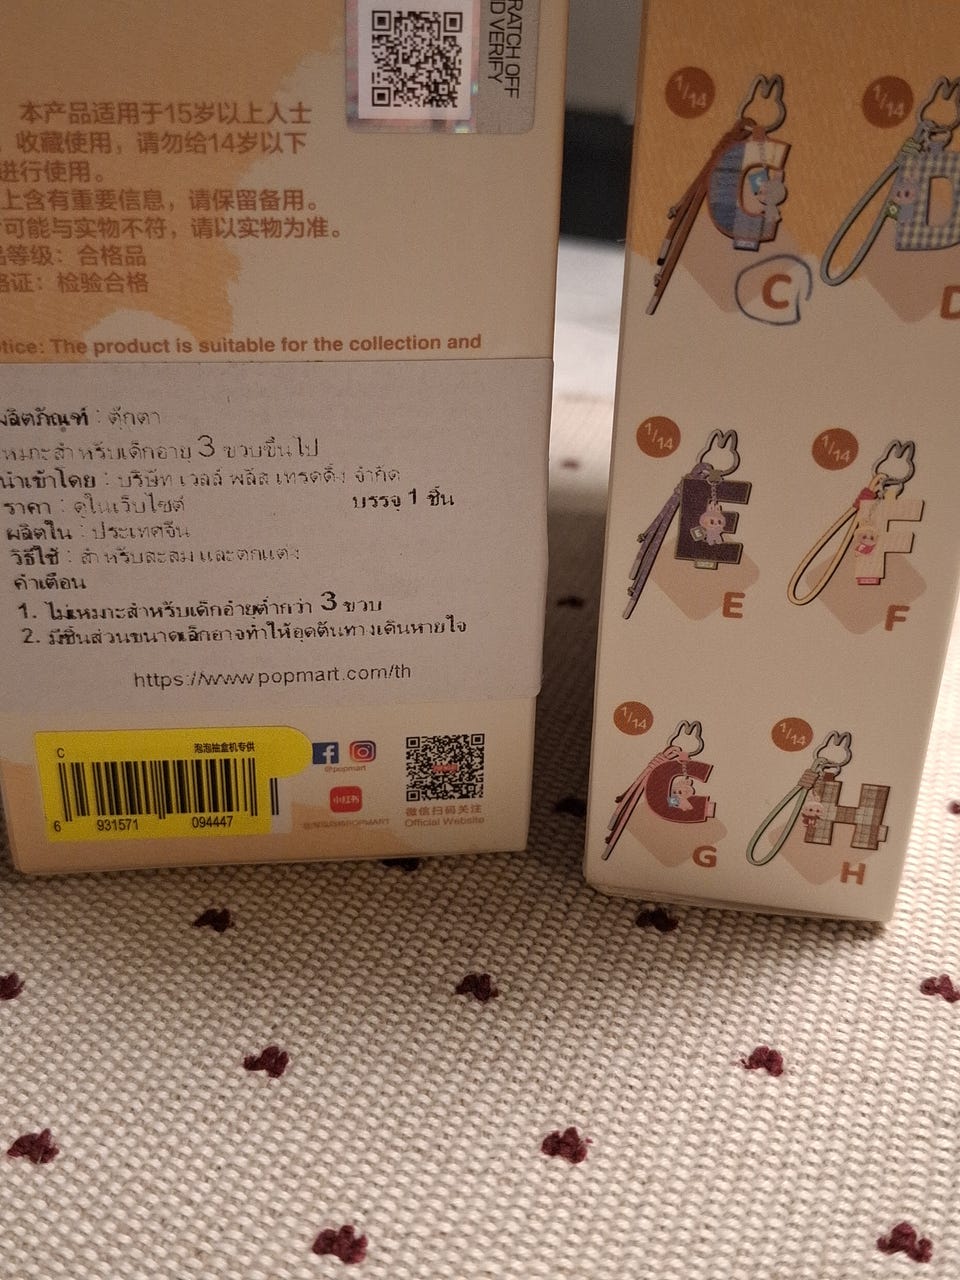 SCRATCH OFF
AND VERIFY
本产品适用于15岁以上人士
收藏使用，请勿给14岁以下
进行使用。
上含有重要信息，请保留备用。
可能与实物不符，请以实物为准。
等级：合格品
格证：检验合格
Notice: The product is suitable for the collection and
ผลิตภัณฑ์ : ตุ๊กตา
เหมาะสำหรับเด็กอายุ 3 ขวบขึ้นไป
นำเข้าโดย : บริษัท เวลล์ พลัส เทรดดิ้ง จำกัด
ราคา : ดูในเว็บไซต์ บรรจุ 1 ชิ้น
ผลิตใน : ประเทศจีน
วิธีใช้ : สำหรับสะสม และตกแต่ง
คำเตือน
1. ไม่เหมาะสำหรับเด็กอายุต่ำกว่า 3 ขวบ
2. มีชิ้นส่วนขนาดเล็กอาจทำให้อุดตันทางเดินหายใจ
https://www.popmart.com/th
C 泡泡抽盒机专供
6 931571 094447
@popmart
小红书
微信扫码关注
Official Website
1/14
C
1/14
D
1/14
E
1/14
F
1/14
G
1/14
H